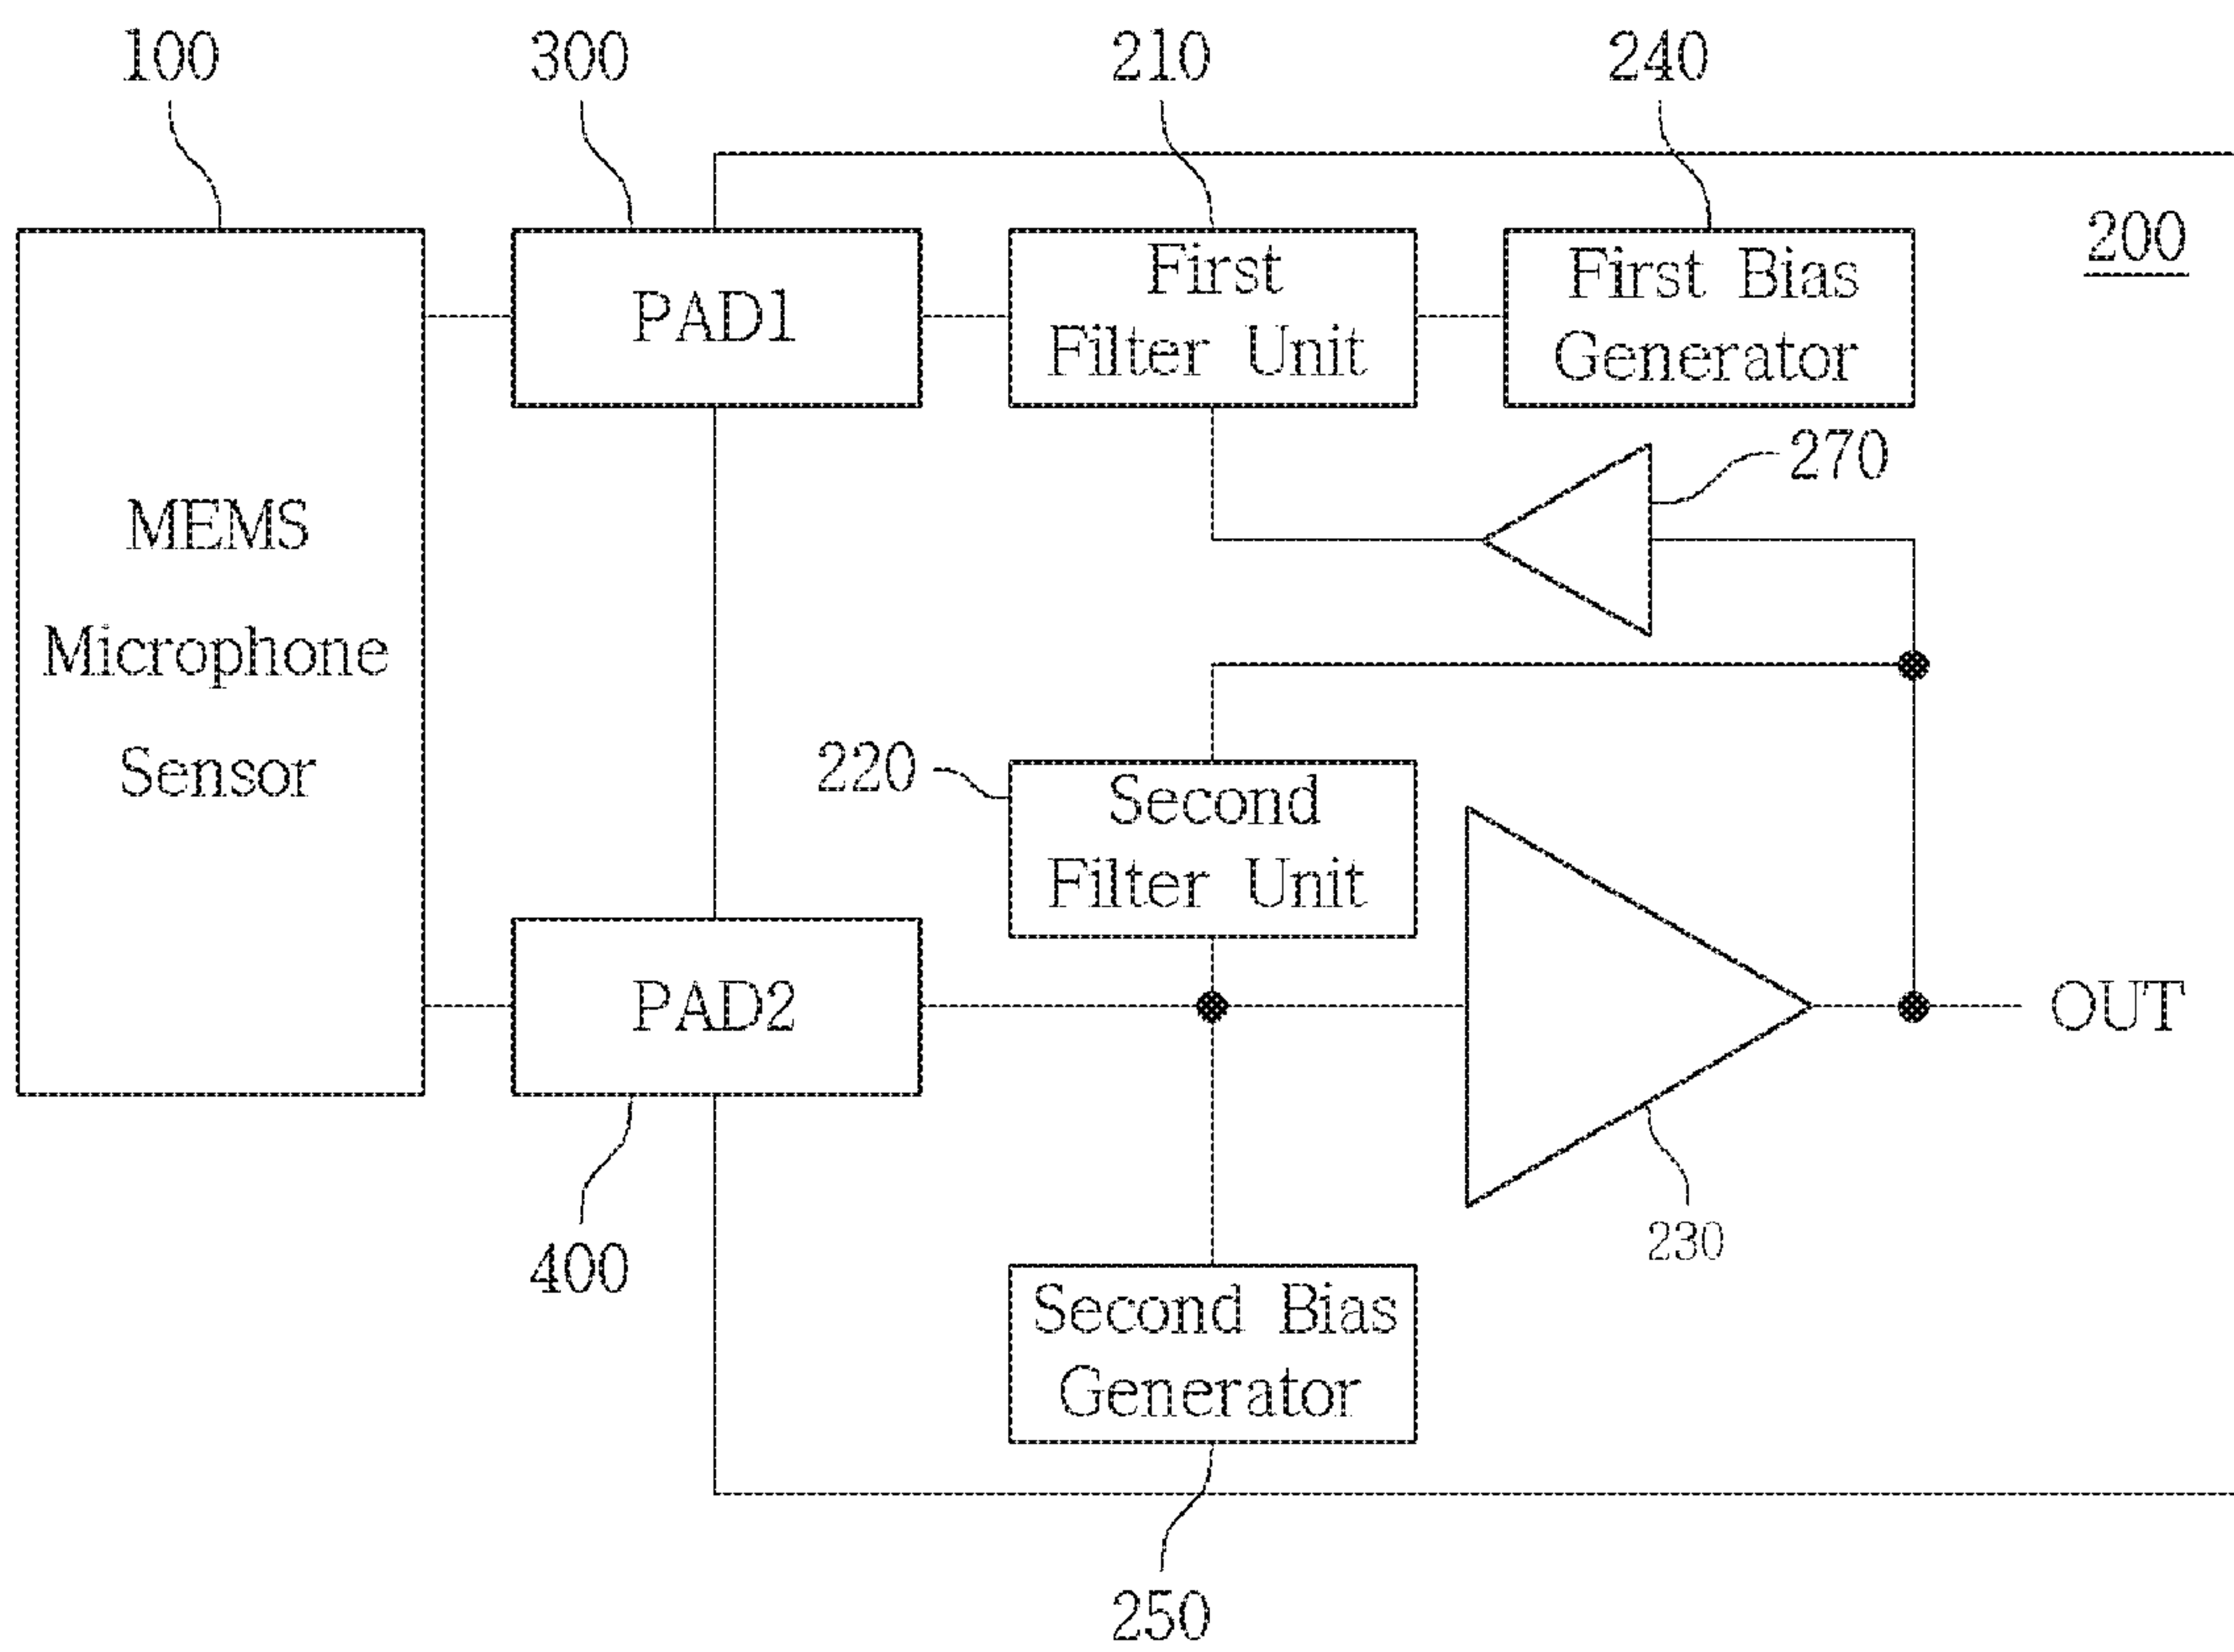 100
300
210
240
200
PAD1
First
Filter Unit
First Bias
Generator
270
MEMS
Microphone
Sensor
220
Second
Filter Unit
PAD2
OUT
230
400
Second Bias
Generator
250